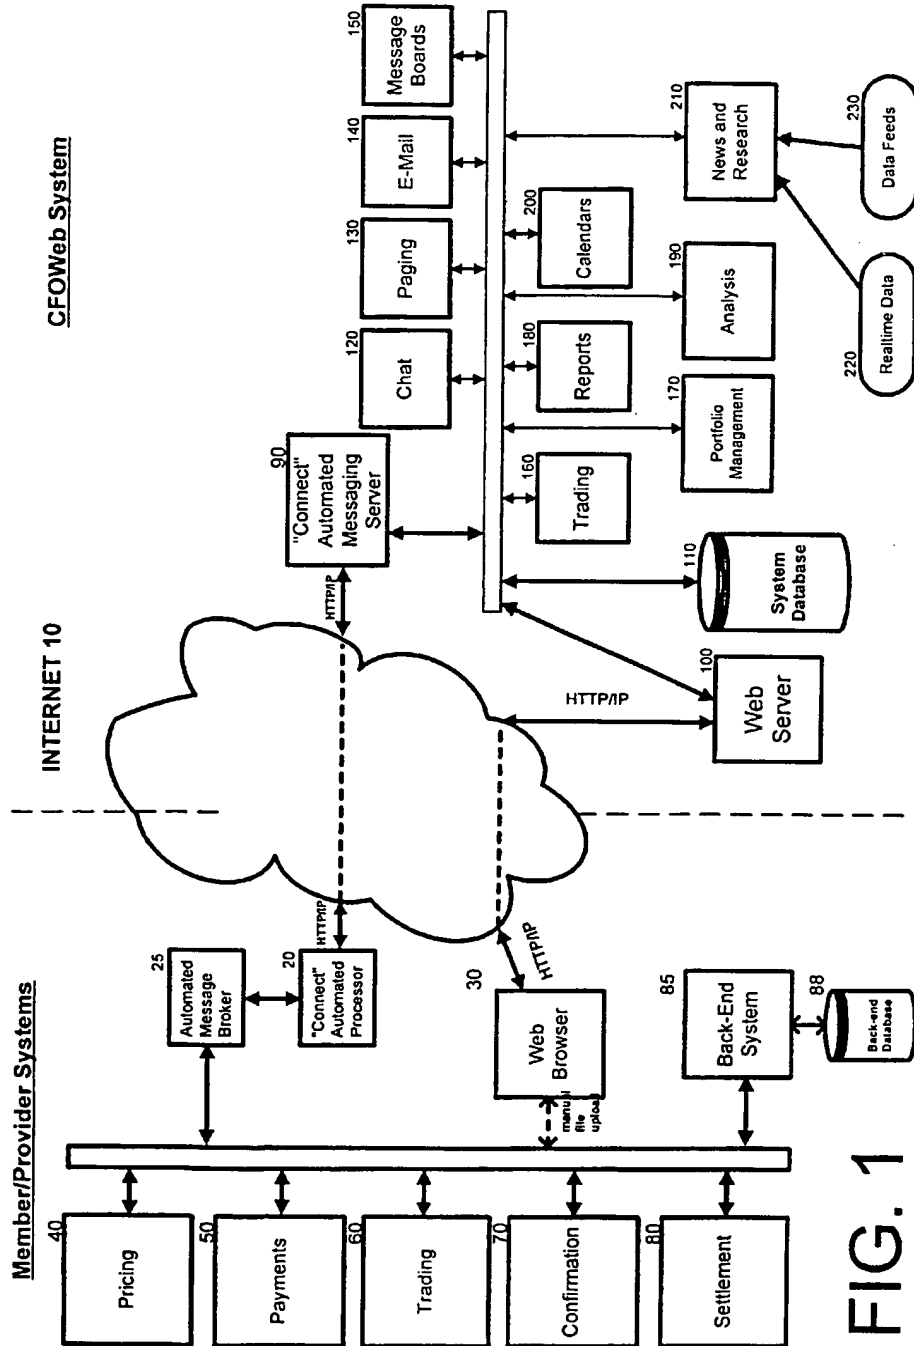 Member/Provider Systems
INTERNET 10
CFOWeb System
40
Pricing
50
Payments
60
Trading
70
Confirmation
80
Settlement
25
Automated
Message
Broker
20
"Connect"
Automated
Processor
HTTP/IP
30
Web
Browser
manual
file
upload
HTTP/IP
85
Back-End
System
88
Back-end
Database
HTTP/IP
90
"Connect"
Automated
Messaging
Server
HTTP/IP
100
Web
Server
110
System
Database
120
Chat
130
Paging
140
E-Mail
150
Message
Boards
160
Trading
170
Portfolio
Management
180
Reports
190
Analysis
200
Calendars
210
News and
Research
220
Realtime Data
230
Data Feeds
FIG. 1